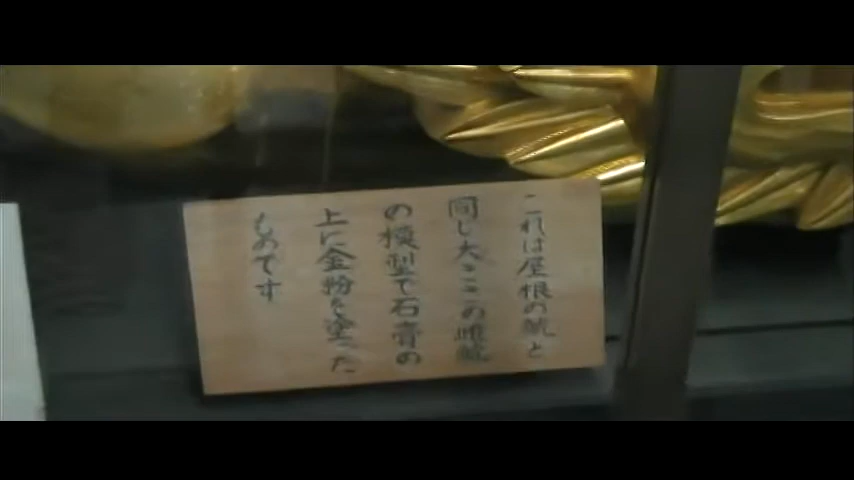 これは屋根の鯱と
同じ大きさの雌鯱
の模型で石膏の
上に金粉を塗った
ものです